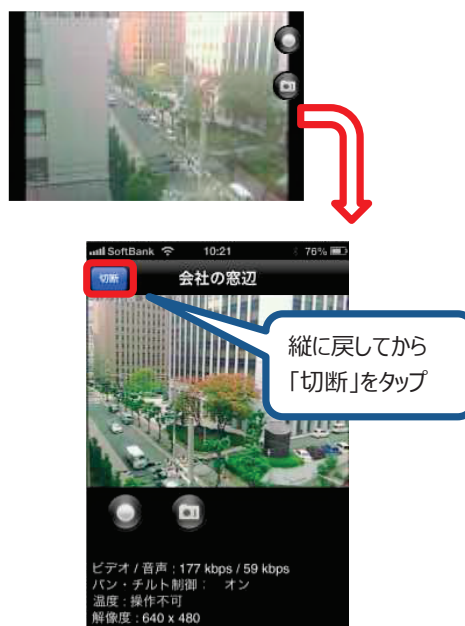 SoftBank 10:21 76%
切断 会社の窓辺
縦に戻してから
「切断」をタップ
ビデオ / 音声 : 177 kbps / 59 kbps
パン・チルト制御 : オン
温度 : 操作不可
解像度 : 640 x 480